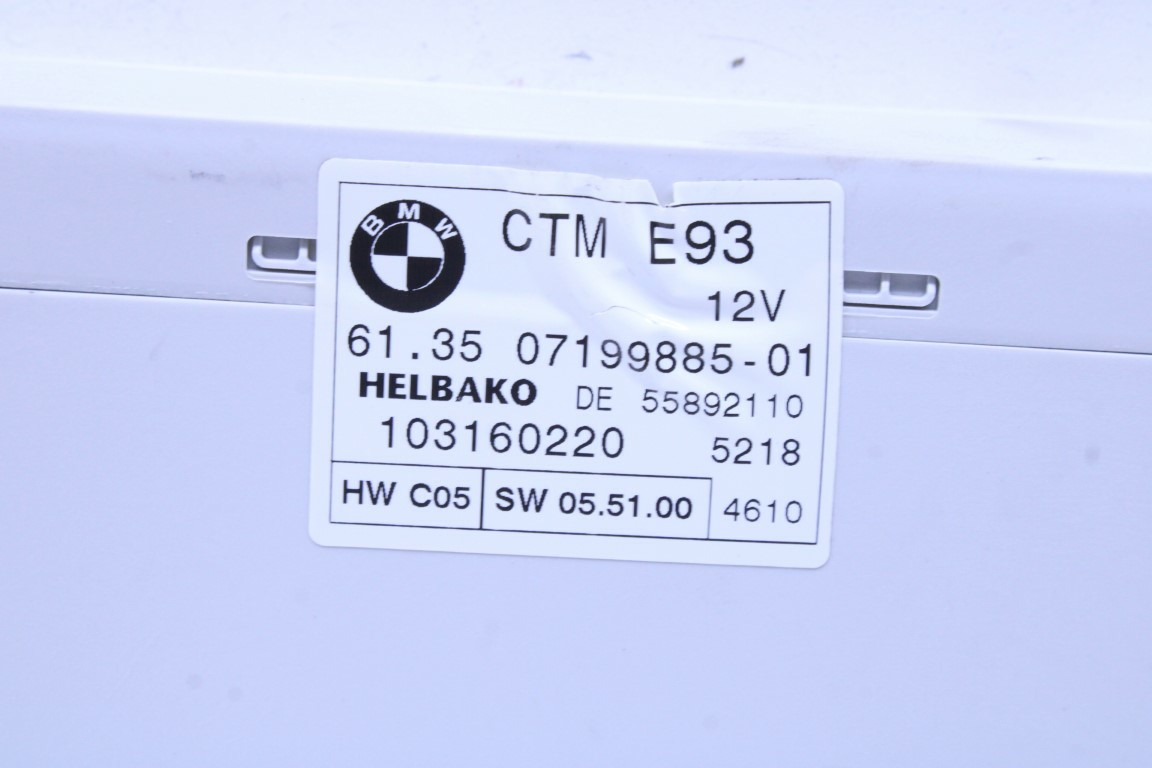 BMW
CTM E93
12V
61.35 07199885-01
HELBAKO DE 55892110
103160220 5218
HW C05 SW 05.51.00 4610